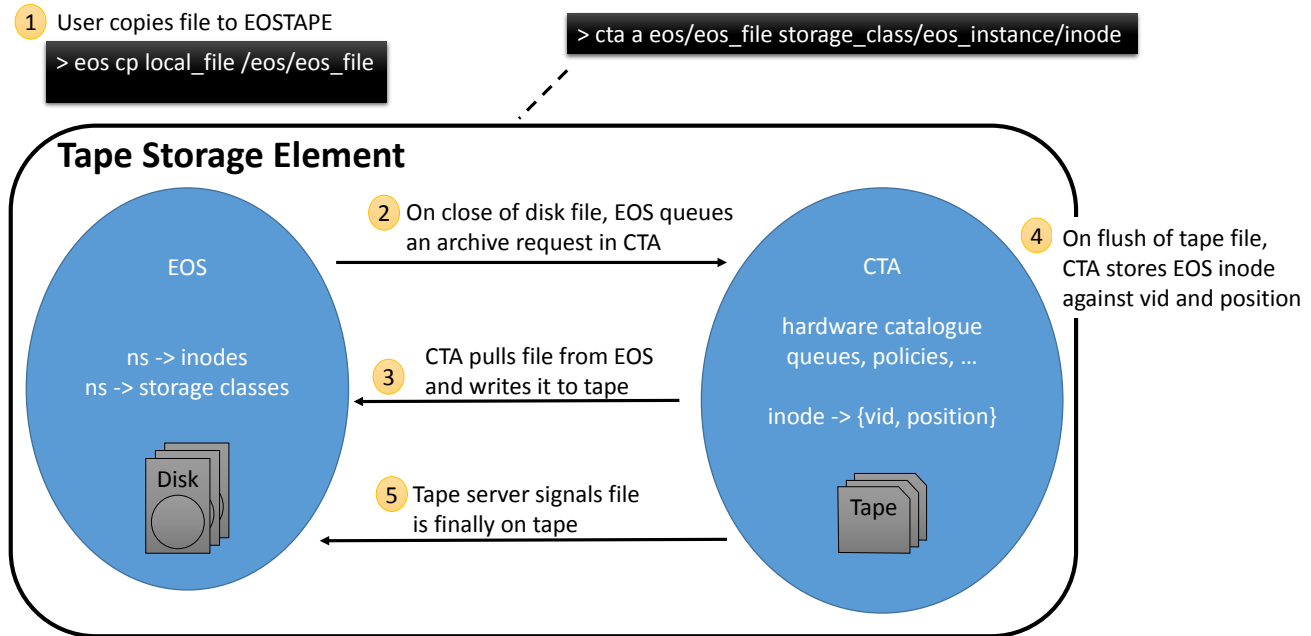 1 User copies file to EOSTAPE
> eos cp local_file /eos/eos_file
> cta a eos/eos_file storage_class/eos_instance/inode
Tape Storage Element
EOS
ns -> inodes
ns -> storage classes
Disk
2 On close of disk file, EOS queues
an archive request in CTA
3 CTA pulls file from EOS
and writes it to tape
5 Tape server signals file
is finally on tape
CTA
hardware catalogue
queues, policies, …
inode -> {vid, position}
Tape
4 On flush of tape file,
CTA stores EOS inode
against vid and position